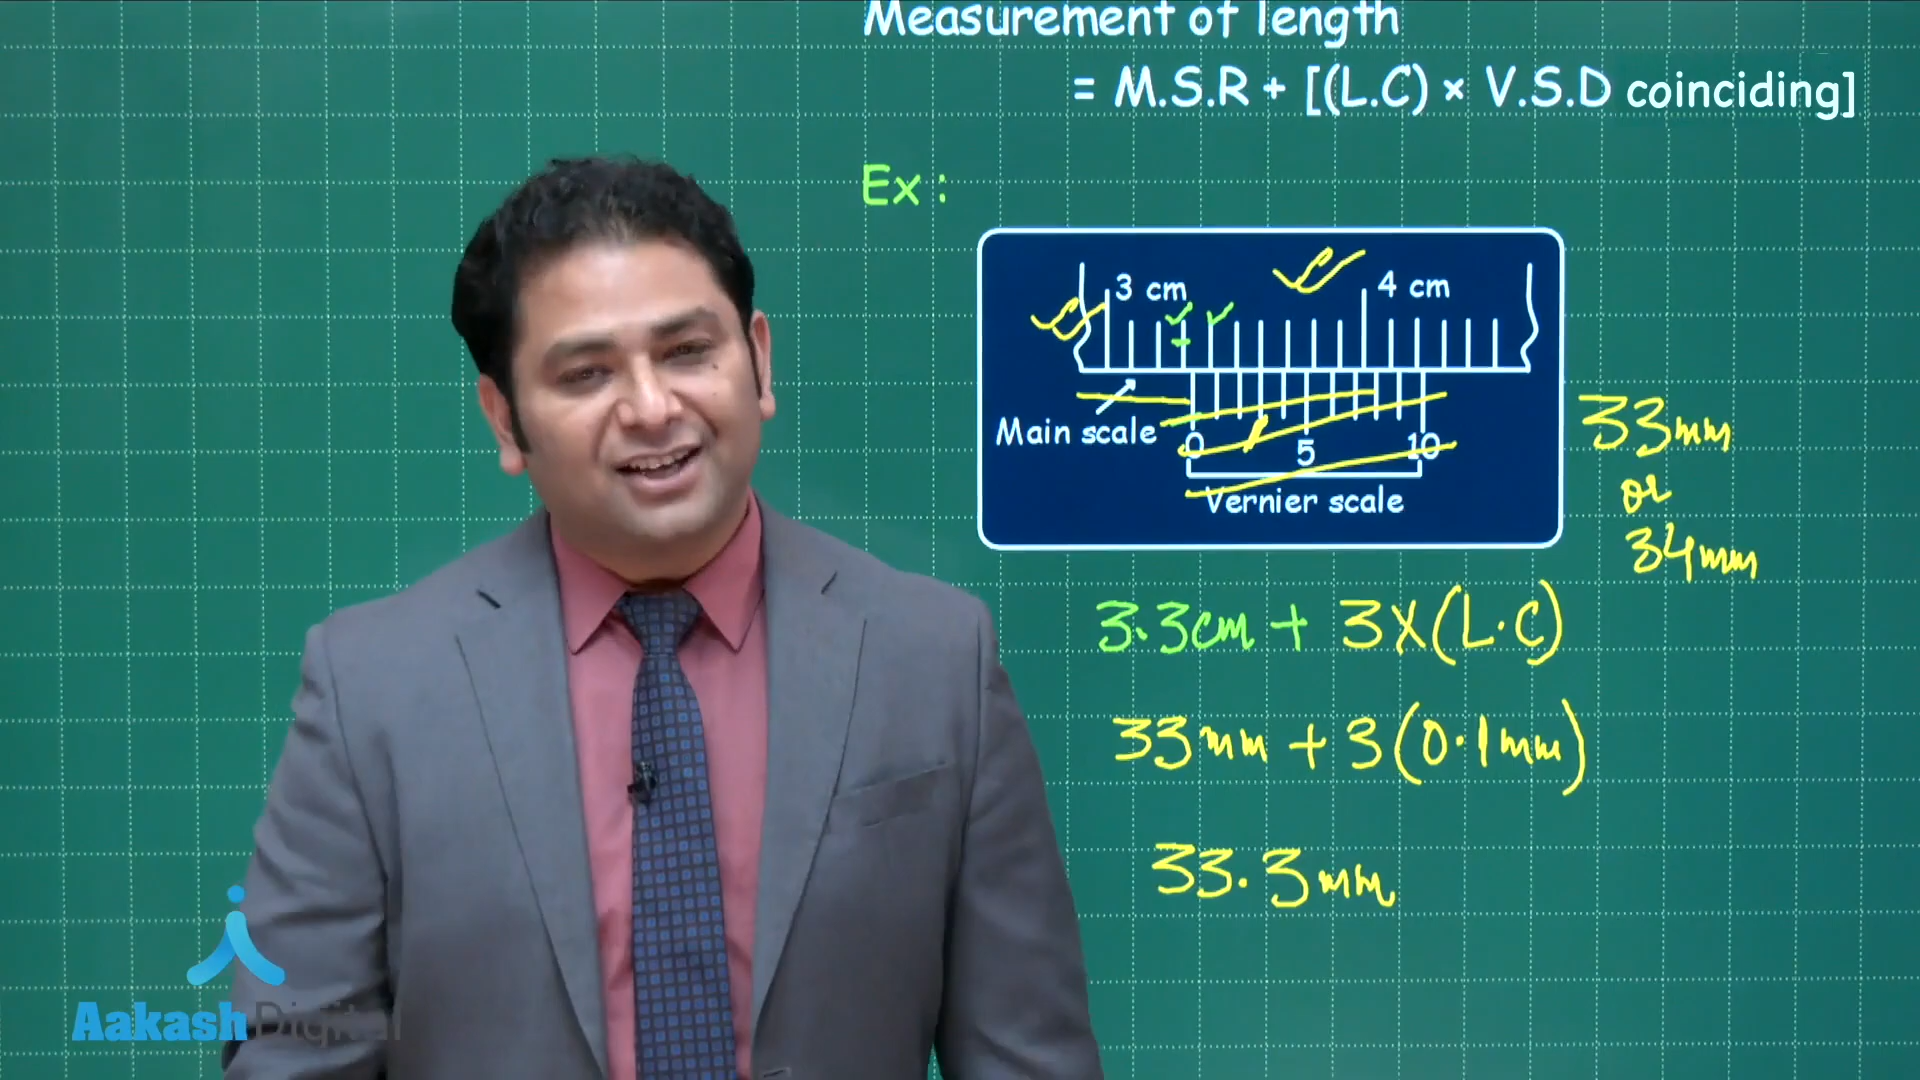 Measurement of length
= M.S.R + [(L.C) × V.S.D coinciding]
Ex :
3 cm 4 cm
Main scale
0 5 10
Vernier scale
33mm
or
34mm
3.3cm + 3×(L.C)
33mm + 3(0.1mm)
33.3mm
Aakash Digital